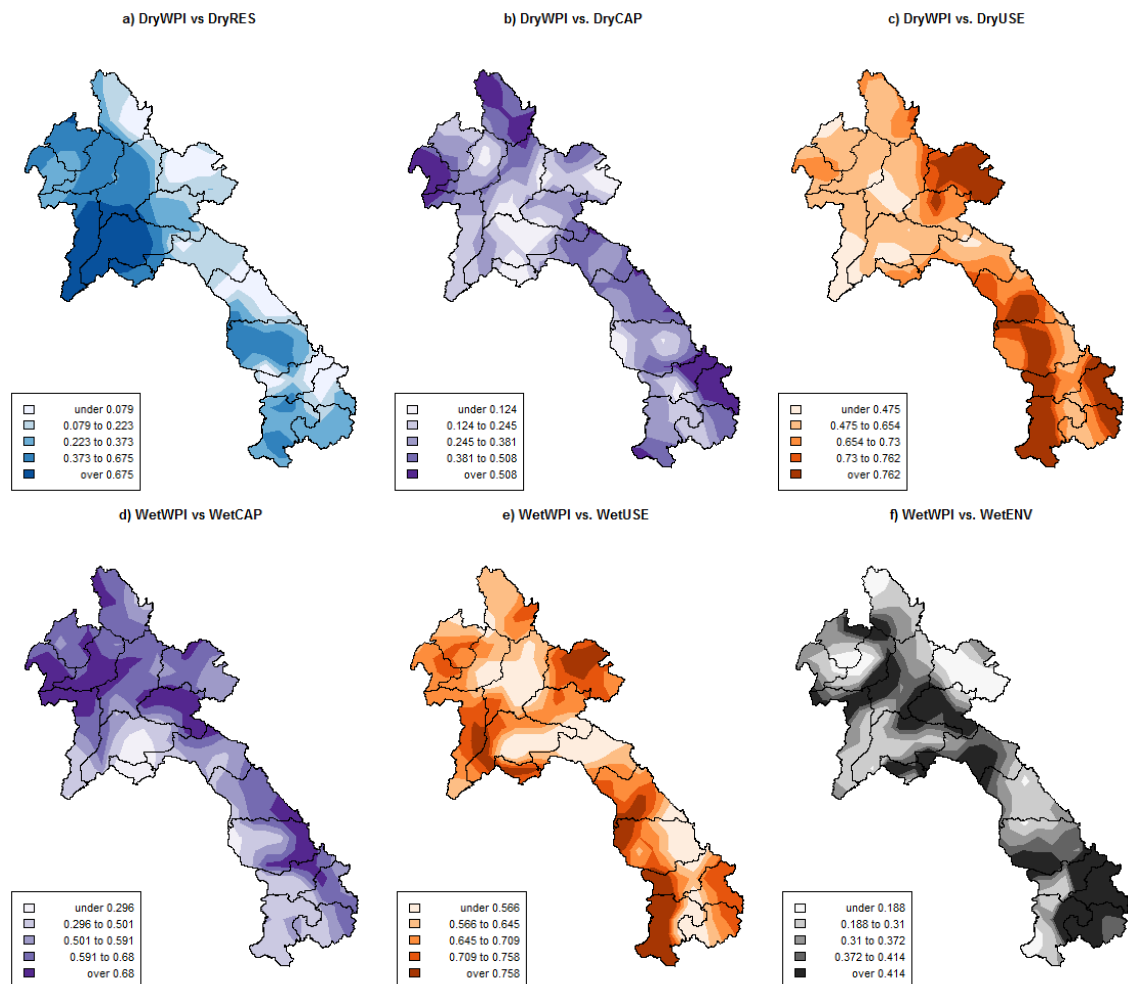 a) DryWPI vs DryRES
b) DryWPI vs. DryCAP
c) DryWPI vs. DryUSE
under 0.079
0.079 to 0.223
0.223 to 0.373
0.373 to 0.675
over 0.675
under 0.124
0.124 to 0.245
0.245 to 0.381
0.381 to 0.508
over 0.508
under 0.475
0.475 to 0.654
0.654 to 0.73
0.73 to 0.762
over 0.762
d) WetWPI vs WetCAP
e) WetWPI vs. WetUSE
f) WetWPI vs. WetENV
under 0.296
0.296 to 0.501
0.501 to 0.591
0.591 to 0.68
over 0.68
under 0.566
0.566 to 0.645
0.645 to 0.709
0.709 to 0.758
over 0.758
under 0.188
0.188 to 0.31
0.31 to 0.372
0.372 to 0.414
over 0.414